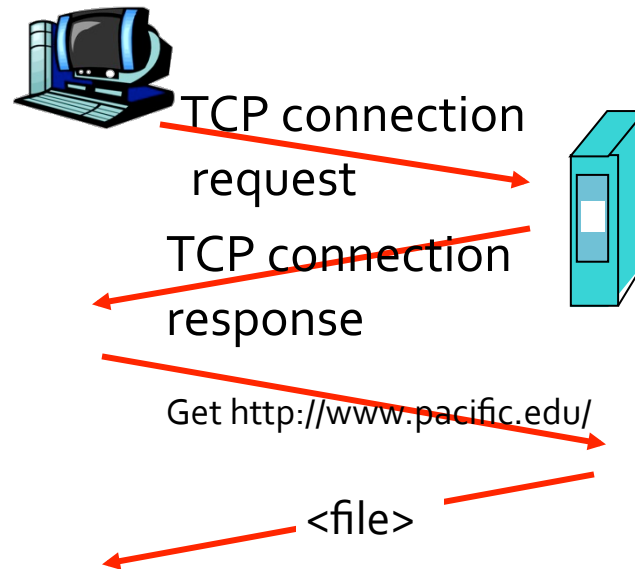 TCP connection
request
TCP connection
response
Get http://www.pacific.edu/
<file>